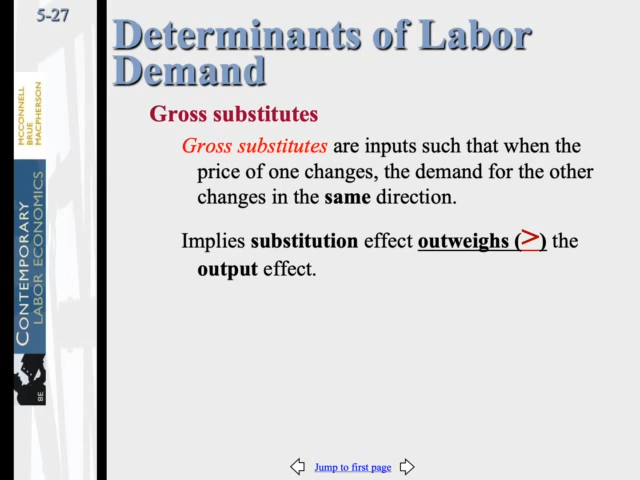 5-27
Determinants of Labor
Demand
Gross substitutes
Gross substitutes are inputs such that when the
price of one changes, the demand for the other
changes in the same direction.
Implies substitution effect outweighs (>) the
output effect.
MCCONNELL
BRUE
MACPHERSON
CONTEMPORARY
LABOR ECONOMICS
8E
Jump to first page